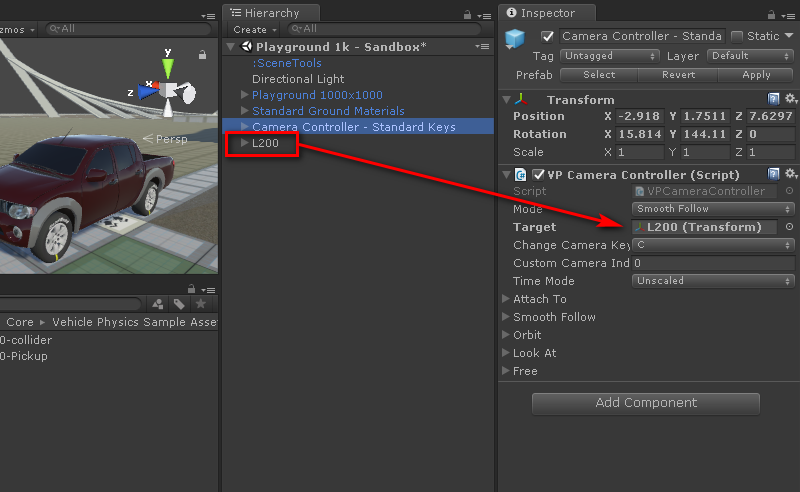 zmos
All
y
x
z
Persp
Core ▸ Vehicle Physics Sample Asse
0-collider
0-Pickup
Hierarchy
Create
All
Playground 1k - Sandbox*
:SceneTools
Directional Light
Playground 1000x1000
Standard Ground Materials
Camera Controller - Standard Keys
L200
Inspector
Camera Controller - Standa
Static
Tag Untagged Layer Default
Prefab Select Revert Apply
Transform
Position X -2.918 Y 1.7511 Z 7.6297
Rotation X 15.814 Y 144.11 Z 0
Scale X 1 Y 1 Z 1
VP Camera Controller (Script)
Script VPCameraController
Mode Smooth Follow
Target L200 (Transform)
Change Camera Key C
Custom Camera Ind 0
Time Mode Unscaled
Attach To
Smooth Follow
Orbit
Look At
Free
Add Component